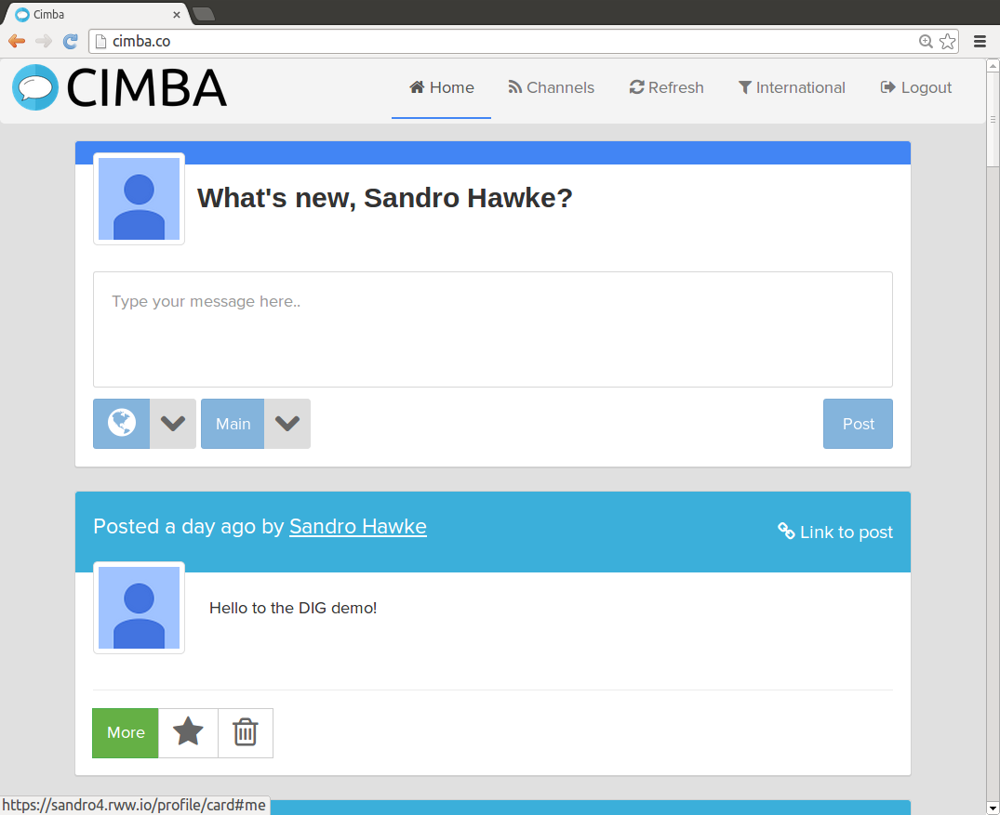 Cimba
cimba.co
CIMBA
Home Channels Refresh International Logout
What's new, Sandro Hawke?
Type your message here..
Main
Post
Posted a day ago by Sandro Hawke
Link to post
Hello to the DIG demo!
More
https://sandro4.rww.io/profile/card#me